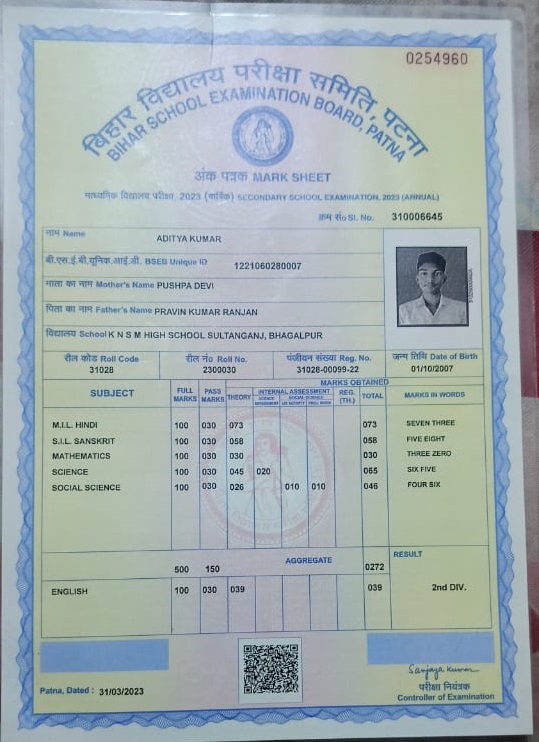 0254960
बिहार विद्यालय परीक्षा समिति, पटना
BIHAR SCHOOL EXAMINATION BOARD, PATNA
अंक पत्रक MARK SHEET
माध्यमिक विद्यालय परीक्षा, 2023 (वार्षिक) SECONDARY SCHOOL EXAMINATION, 2023 (ANNUAL)
क्रम सं० Sl. No. 310006645
नाम Name ADITYA KUMAR
बी.एस.ई.बी.यूनिक.आई.डी. BSEB Unique ID 1221060280007
माता का नाम Mother's Name PUSHPA DEVI
पिता का नाम Father's Name PRAVIN KUMAR RANJAN
विद्यालय School K N S M HIGH SCHOOL SULTANGANJ, BHAGALPUR
रौल कोड Roll Code रौल नं० Roll No. पंजीयन संख्या Reg. No. जन्म तिथि Date of Birth
31028 2300030 31028-00099-22 01/10/2007
MARKS OBTAINED
SUBJECT FULL MARKS PASS MARKS THEORY INTERNAL ASSESSMENT REG. (TH.) TOTAL MARKS IN WORDS
SCIENCE SOCIAL SCIENCE
M.I.L. HINDI 100 030 073 073 SEVEN THREE
S.I.L. SANSKRIT 100 030 058 058 FIVE EIGHT
MATHEMATICS 100 030 030 030 THREE ZERO
SCIENCE 100 030 045 020 065 SIX FIVE
SOCIAL SCIENCE 100 030 026 010 010 046 FOUR SIX
500 150 AGGREGATE 0272 RESULT
ENGLISH 100 030 039 039 2nd DIV.
Sanjaya Kumar
Patna, Dated : 31/03/2023
परीक्षा नियंत्रक
Controller of Examination